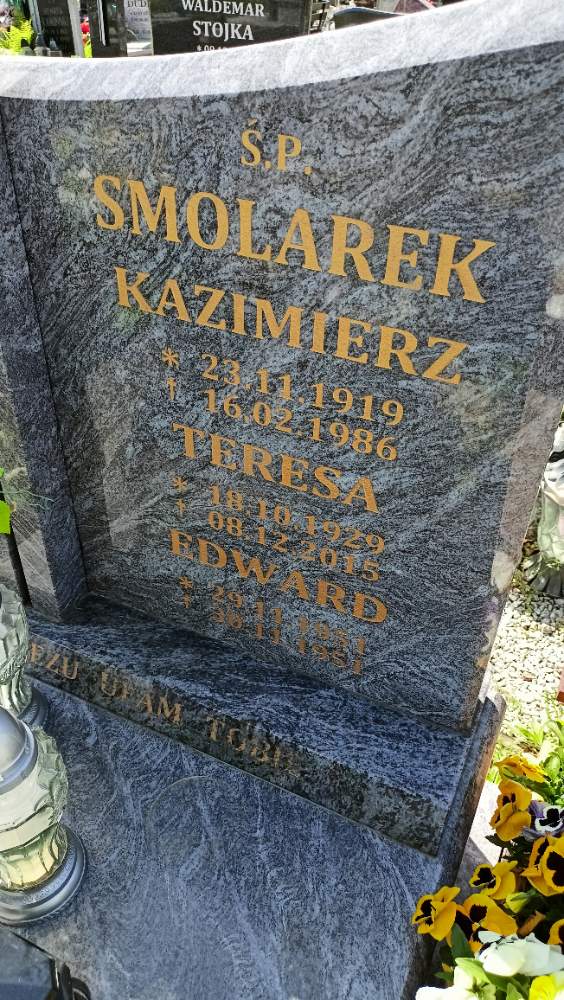 WALDEMAR
STOJKA
Ś.P.
SMOLAREK
KAZIMIERZ
* 23.11.1919
† 16.02.1986
TERESA
* 18.10.1929
† 08.12.2015
EDWARD
* 29.11.1951
† 30.11.1951
UFAM TOBIE